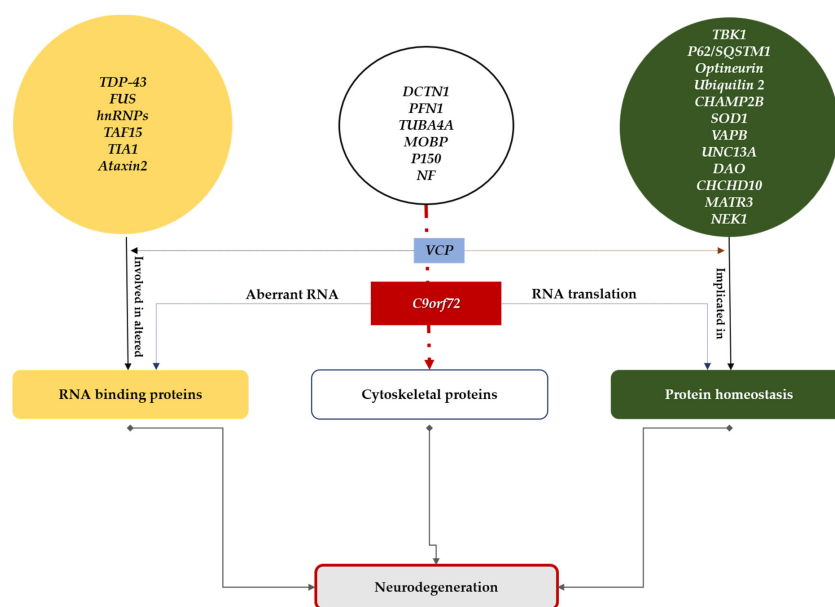 TDP-43
FUS
hnRNPs
TAF15
TIA1
Ataxin2
DCTN1
PFN1
TUBA4A
MOBP
P150
NF
TBK1
P62/SQSTM1
Optineurin
Ubiquilin 2
CHAMP2B
SOD1
VAPB
UNC13A
DAO
CHCHD10
MATR3
NEK1
VCP
Involved in altered
Implicated in
Aberrant RNA
C9orf72
RNA translation
RNA binding proteins
Cytoskeletal proteins
Protein homeostasis
Neurodegeneration